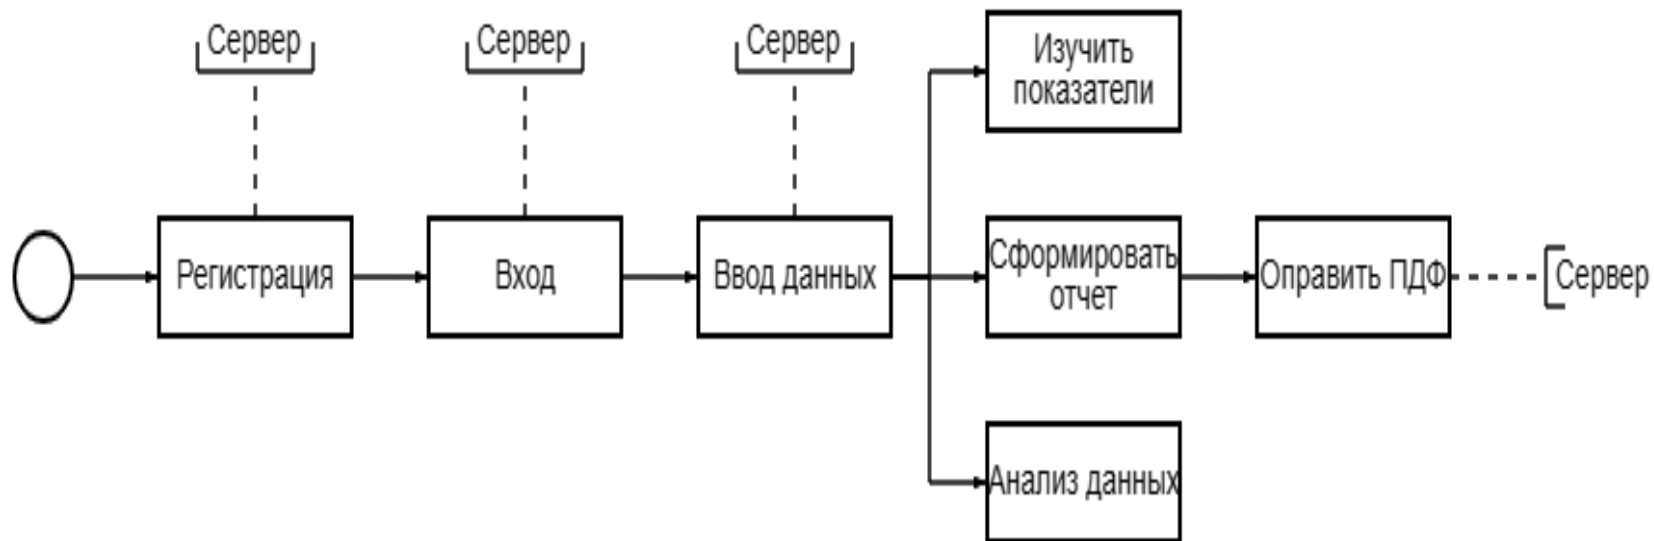 Сервер
Сервер
Сервер
Изучить
показатели
Регистрация
Вход
Ввод данных
Сформировать
отчет
Оправить ПДФ
Сервер
Анализ данных